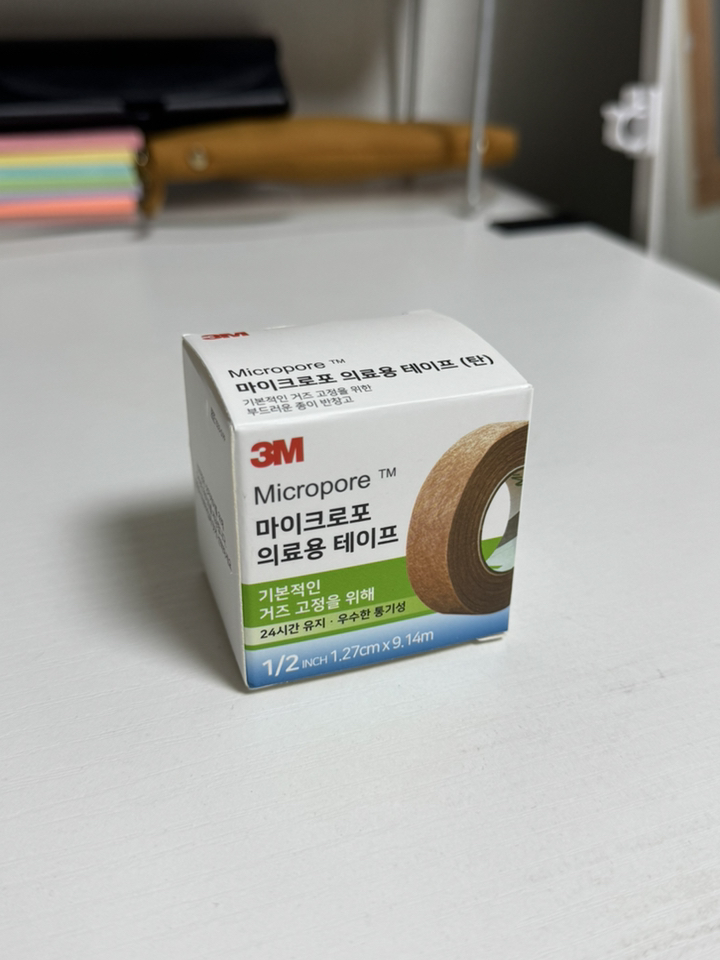 3M
Micropore ™
마이크로포 의료용 테이프 (탄)
기본적인 거즈 고정을 위한
부드러운 종이 반창고
3M
Micropore ™
마이크로포
의료용 테이프
기본적인
거즈 고정을 위해
24시간 유지 · 우수한 통기성
1/2 INCH 1.27cm x 9.14m